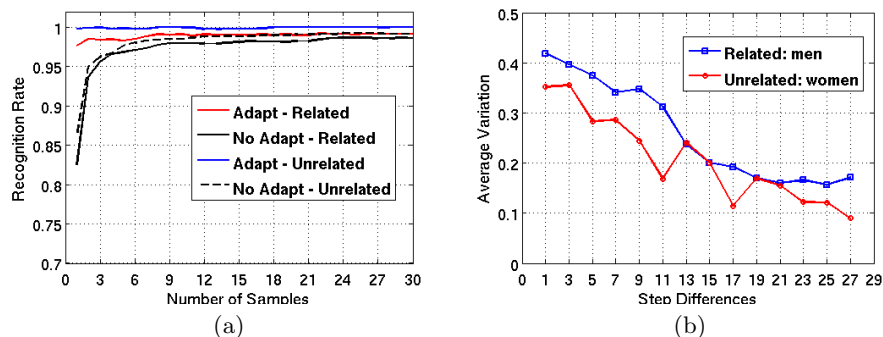 1
0.95
0.9
0.85
0.8
0.75
0.7
Recognition Rate
Adapt - Related
No Adapt - Related
Adapt - Unrelated
No Adapt - Unrelated
0 3 6 9 12 15 18 21 24 27 30
Number of Samples
(a)
0.5
0.4
0.3
0.2
0.1
0
Average Variation
Related: men
Unrelated: women
1 3 5 7 9 11 13 15 17 19 21 23 25 27 29
Step Differences
(b)